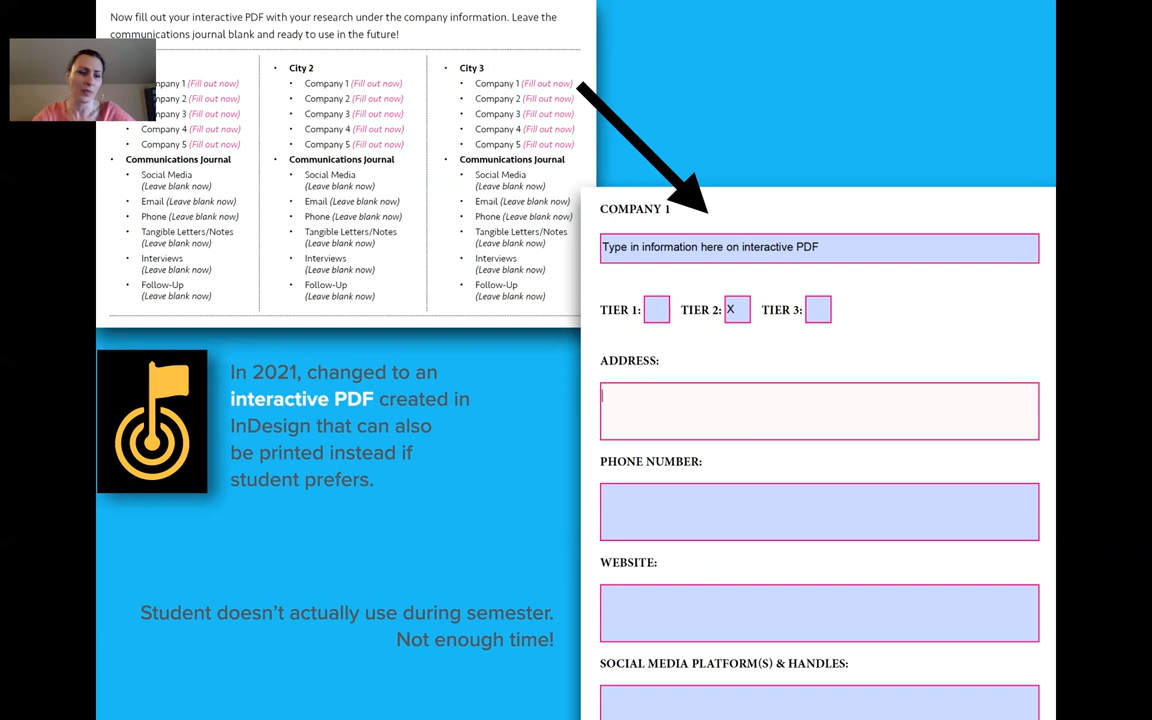 Now fill out your interactive PDF with your research under the company information. Leave the
communications journal blank and ready to use in the future!
mpany 1 (Fill out now)
2 (Fill out now)
3 (Fill out now)
• Company 4 (Fill out now)
• Company 5 (Fill out now)
• Communications Journal
• Social Media
(Leave blank now)
• Email (Leave blank now)
• Phone (Leave blank now)
• Tangible Letters/Notes
(Leave blank now)
• Interviews
(Leave blank now)
• Follow-Up
(Leave blank now)
• City 2
• Company 1 (Fill out now)
• Company 2 (Fill out now)
• Company 3 (Fill out now)
• Company 4 (Fill out now)
• Company 5 (Fill out now)
• Communications Journal
• Social Media
(Leave blank now)
• Email (Leave blank now)
• Phone (Leave blank now)
• Tangible Letters/Notes
(Leave blank now)
• Interviews
(Leave blank now)
• Follow-Up
(Leave blank now)
• City 3
• Company 1 (Fill out now)
• Company 2 (Fill out now)
• Company 3 (Fill out now)
• Company 4 (Fill out now)
• Company 5 (Fill out now)
• Communications Journal
• Social Media
(Leave blank now)
• Email (Leave blank now)
• Phone (Leave blank now)
• Tangible Letters/Notes
(Leave blank now)
• Interviews
(Leave blank now)
• Follow-Up
(Leave blank now)
COMPANY 1
Type in information here on interactive PDF
TIER 1: TIER 2: X TIER 3:
ADDRESS:
PHONE NUMBER:
WEBSITE:
SOCIAL MEDIA PLATFORM(S) & HANDLES:
In 2021, changed to an
interactive PDF created in
InDesign that can also
be printed instead if
student prefers.
Student doesn't actually use during semester.
Not enough time!